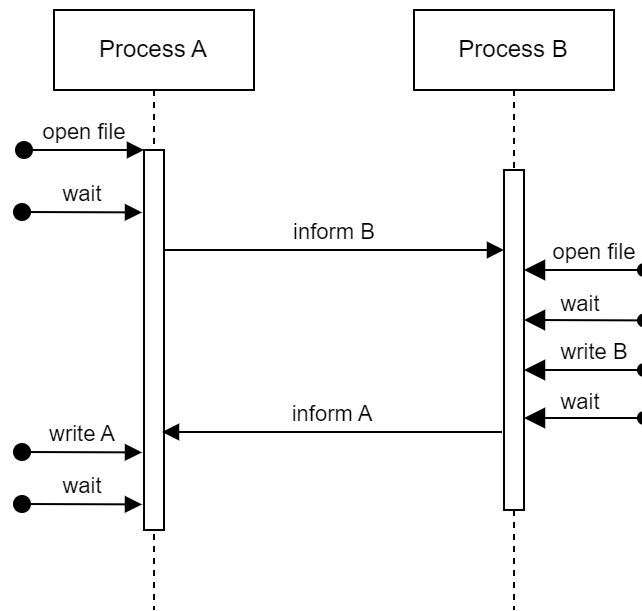 Process A
Process B
open file
wait
inform B
open file
wait
write B
wait
inform A
write A
wait